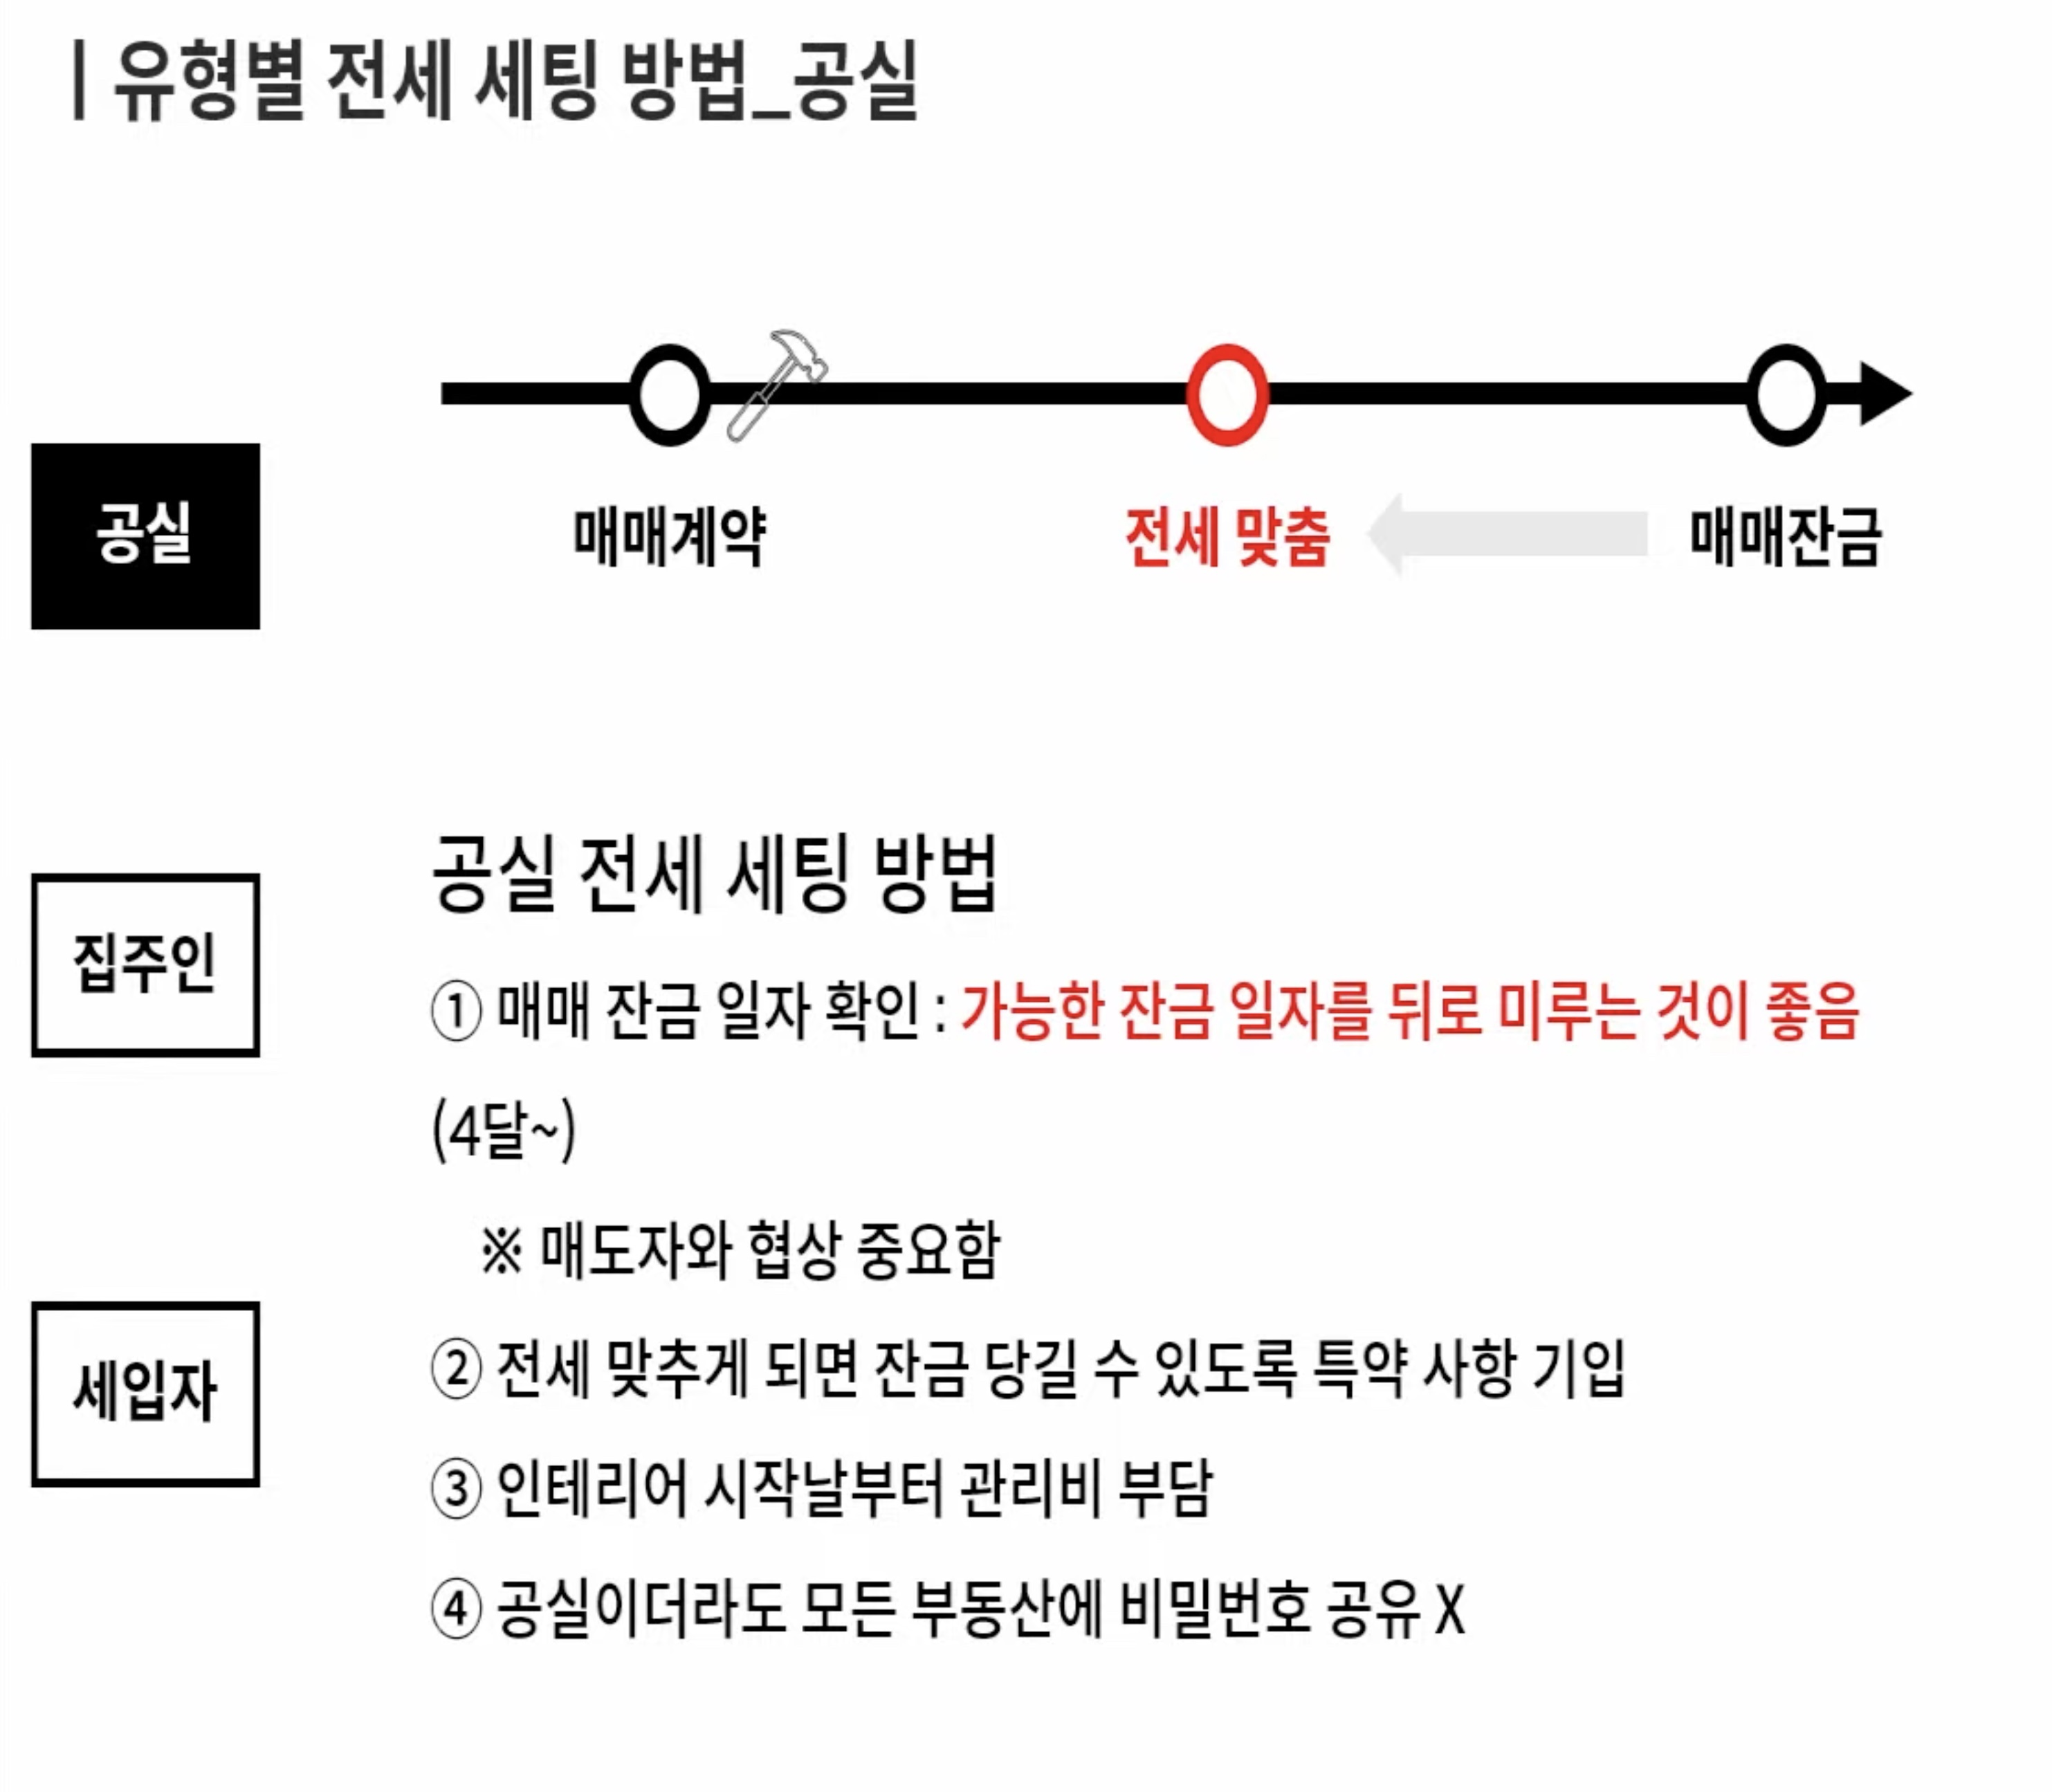 | 유형별 전세 세팅 방법_공실
공실
매매계약
전세 맞춤
매매잔금
집주인
세입자
공실 전세 세팅 방법
① 매매 잔금 일자 확인 : 가능한 잔금 일자를 뒤로 미루는 것이 좋음
(4달~)
※ 매도자와 협상 중요함
② 전세 맞추게 되면 잔금 당길 수 있도록 특약 사항 기입
③ 인테리어 시작날부터 관리비 부담
④ 공실이더라도 모든 부동산에 비밀번호 공유 X